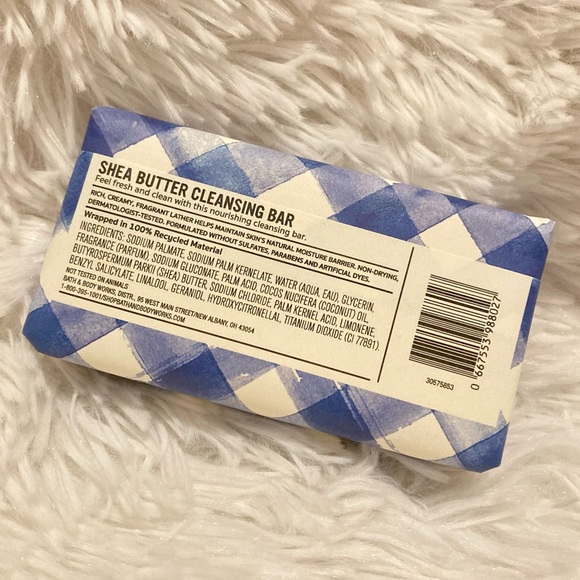 SHEA BUTTER CLEANSING BAR
Feel fresh and clean with this nourishing cleansing bar.
RICH, CREAMY, FRAGRANT LATHER HELPS MAINTAIN SKIN'S NATURAL MOISTURE BARRIER. NON-DRYING,
DERMATOLOGIST-TESTED. FORMULATED WITHOUT SULFATES, PARABENS AND ARTIFICIAL DYES.
Wrapped in 100% Recycled Material
INGREDIENTS: SODIUM PALMATE, SODIUM PALM KERNELATE, WATER (AQUA, EAU), GLYCERIN,
FRAGRANCE (PARFUM), SODIUM GLUCONATE, PALM ACID, COCOS NUCIFERA (COCONUT) OIL,
BUTYROSPERMUM PARKII (SHEA) BUTTER, SODIUM CHLORIDE, PALM KERNEL ACID, LIMONENE,
BENZYL SALICYLATE, LINALOOL, GERANIOL, HYDROXYCITRONELLAL, TITANIUM DIOXIDE (CI 77891).
NOT TESTED ON ANIMALS
BATH & BODY WORKS, DISTR., 95 WEST MAIN STREET/NEW ALBANY, OH 43054
1-800-395-1001/SHOPBATHANDBODYWORKS.COM
30575853
0 667553 988027